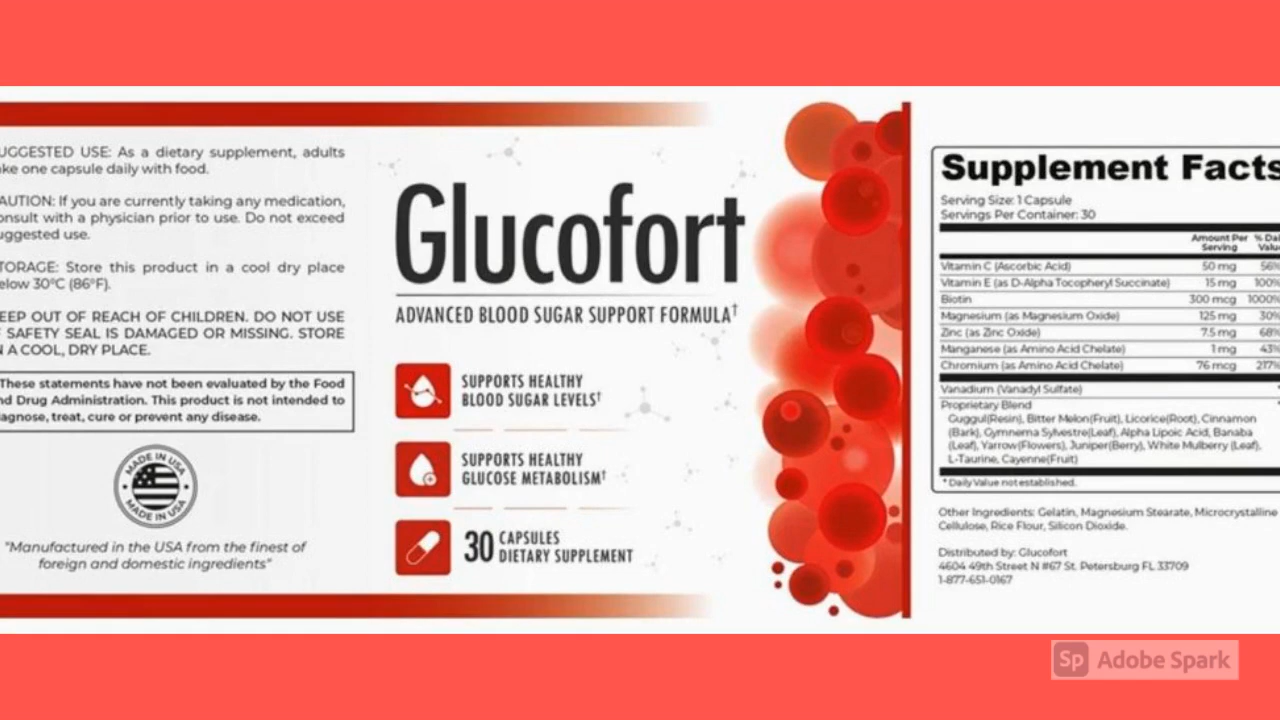 UGGESTED USE: As a dietary supplement, adults
ake one capsule daily with food.
AUTION: If you are currently taking any medication,
onsult with a physician prior to use. Do not exceed
uggested use.
TORAGE: Store this product in a cool dry place
elow 30°C (86°F).
EEP OUT OF REACH OF CHILDREN. DO NOT USE
F SAFETY SEAL IS DAMAGED OR MISSING. STORE
N A COOL, DRY PLACE.
These statements have not been evaluated by the Food
nd Drug Administration. This product is not intended to
iagnose, treat, cure or prevent any disease.
MADE IN USA
MADE IN USA
"Manufactured in the USA from the finest of
foreign and domestic ingredients"
Glucofort
ADVANCED BLOOD SUGAR SUPPORT FORMULA†
SUPPORTS HEALTHY
BLOOD SUGAR LEVELS†
SUPPORTS HEALTHY
GLUCOSE METABOLISM†
30 CAPSULES
DIETARY SUPPLEMENT
Supplement Facts
Serving Size: 1 Capsule
Servings Per Container: 30
Amount Per % Dai
Serving Value
Vitamin C (Ascorbic Acid) 50 mg 56%
Vitamin E (as D-Alpha Tocopheryl Succinate) 15 mg 100%
Biotin 300 mcg 1000%
Magnesium (as Magnesium Oxide) 125 mg 30%
Zinc (as Zinc Oxide) 7.5 mg 68%
Manganese (as Amino Acid Chelate) 1 mg 43%
Chromium (as Amino Acid Chelate) 76 mcg 217%
Vanadium (Vanadyl Sulfate) *
Proprietary Blend *
Guggul(Resin), Bitter Melon(Fruit), Licorice(Root), Cinnamon
(Bark), Gymnema Sylvestre(Leaf), Alpha Lipoic Acid, Banaba
(Leaf), Yarrow(Flowers), Juniper(Berry), White Mulberry (Leaf),
L-Taurine, Cayenne(Fruit)
* Daily Value not established.
Other Ingredients: Gelatin, Magnesium Stearate, Microcrystalline
Cellulose, Rice Flour, Silicon Dioxide.
Distributed by: Glucofort
4604 49th Street N #67 St. Petersburg FL 33709
1-877-651-0167
Sp Adobe Spark